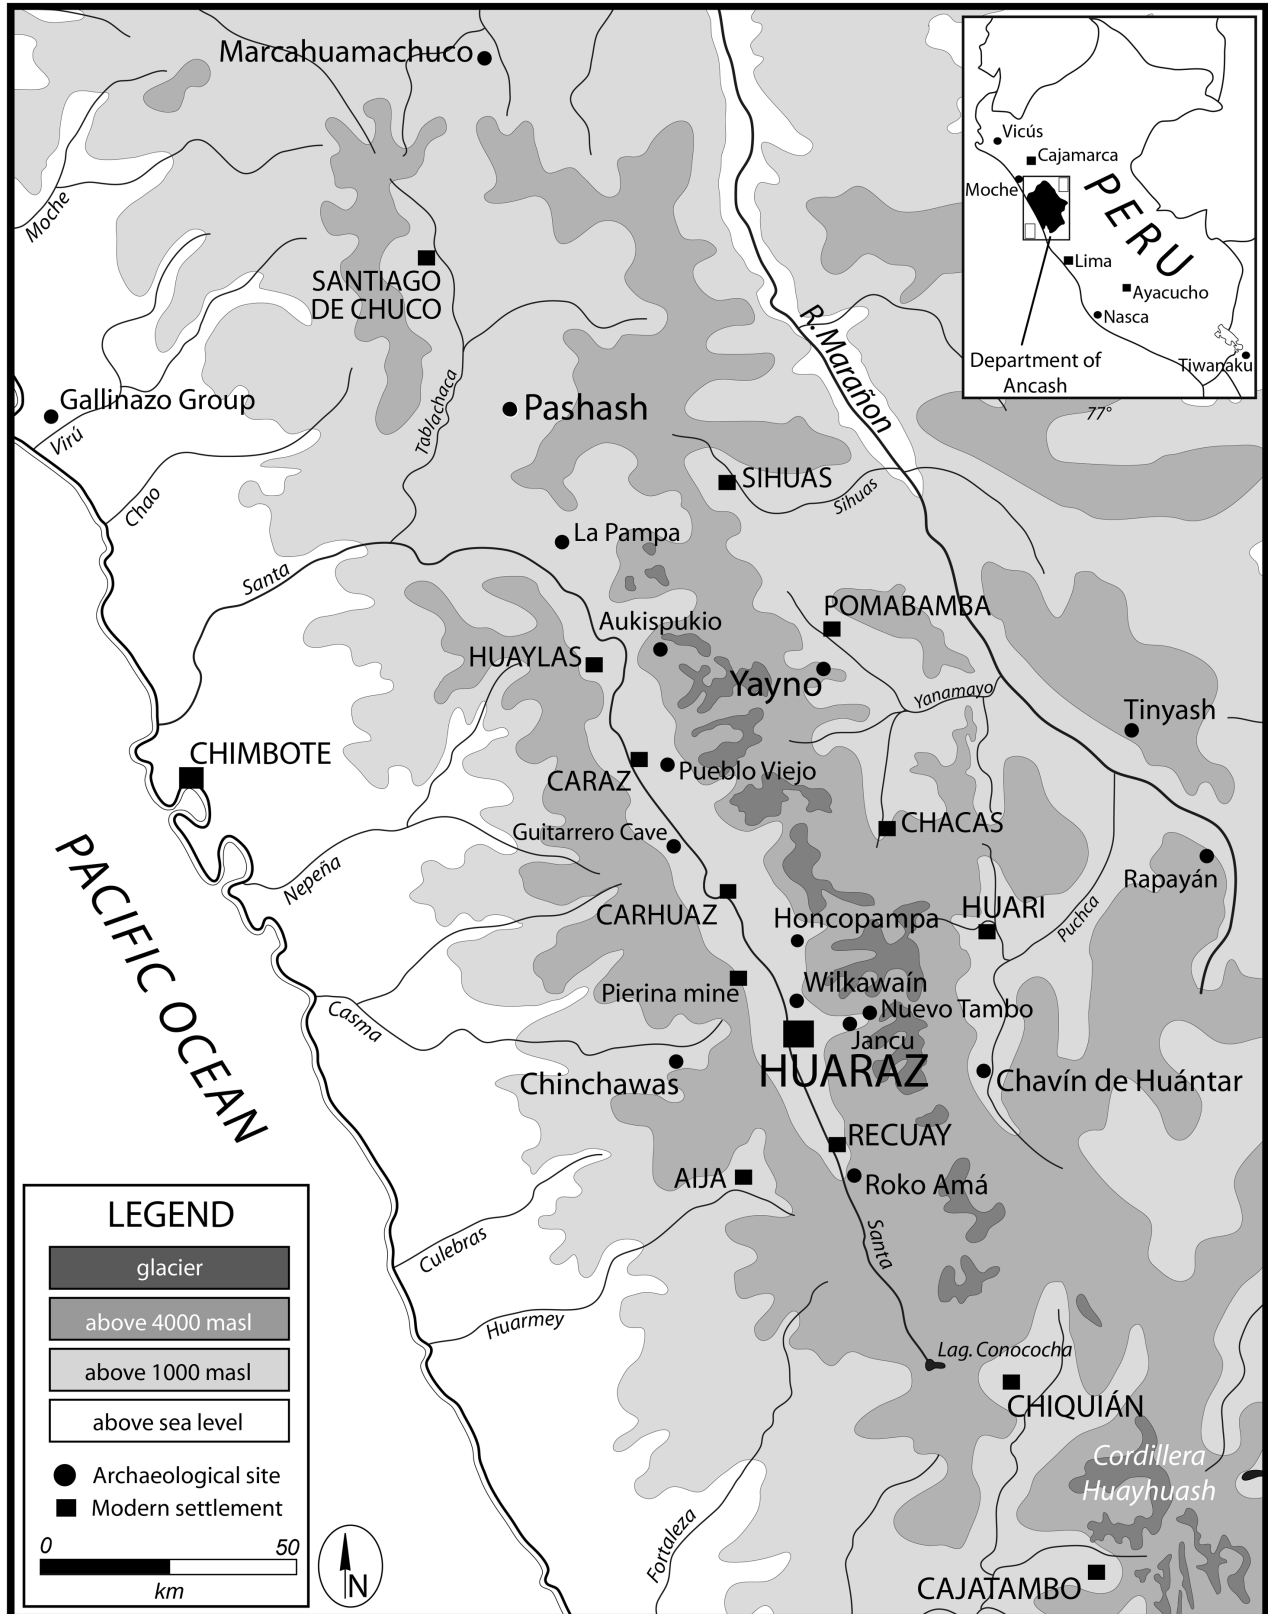 Marcahuamachuco
Moche
SANTIAGO
DE CHUCO
R. Marañon
Gallinazo Group
Virú
Chao
Tablachaca
Pashash
SIHUAS
Sihuas
La Pampa
Santa
Aukispukio
HUAYLAS
POMABAMBA
Yayno
Yanamayo
Tinyash
CHIMBOTE
CARAZ
Pueblo Viejo
Guitarrero Cave
CHACAS
Nepeña
Rapayán
CARHUAZ
Honcopampa
HUARI
Puchca
PACIFIC OCEAN
Pierina mine
Wilkawaín
Nuevo Tambo
Jancu
Casma
HUARAZ
Chinchawas
Chavín de Huántar
RECUAY
AIJA
Roko Amá
Santa
Culebras
Huarmey
Lag. Conococha
CHIQUIÁN
Cordillera
Huayhuash
Fortaleza
CAJATAMBO
Vicús
Cajamarca
Moche
PERU
Lima
Ayacucho
Nasca
Department of
Ancash
Tiwanaku
77°
LEGEND
glacier
above 4000 masl
above 1000 masl
above sea level
Archaeological site
Modern settlement
0 50
km
N